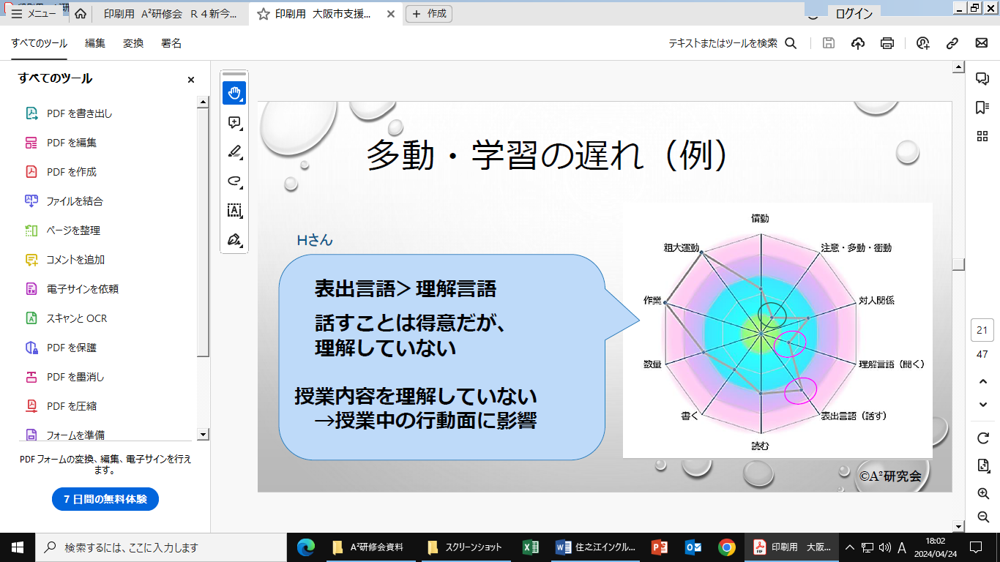 メニュー
印刷用 A²研修会 R４新今...
印刷用 大阪市支援...
作成
ログイン
すべてのツール
編集
変換
署名
テキストまたはツールを検索
すべてのツール
PDF を書き出し
PDF を編集
PDF を作成
ファイルを結合
ページを整理
コメントを追加
電子サインを依頼
スキャンと OCR
PDF を保護
PDF を墨消し
PDF を圧縮
フォームを準備
PDF フォームの変換、編集、電子サインを行え
ます。
7 日間の無料体験
多動・学習の遅れ（例）
Hさん
表出言語＞理解言語
話すことは得意だが、
理解していない
授業内容を理解していない
→授業中の行動面に影響
情動
注意・多動・衝動
対人関係
理解言語（聞く）
表出言語（話す）
読む
書く
数量
作業
粗大運動
©A²研究会
21
47
検索するには、ここに入力します
A²研修会資料
スクリーンショット
住之江インクル...
印刷用 大阪...
A
18:02
2024/04/24